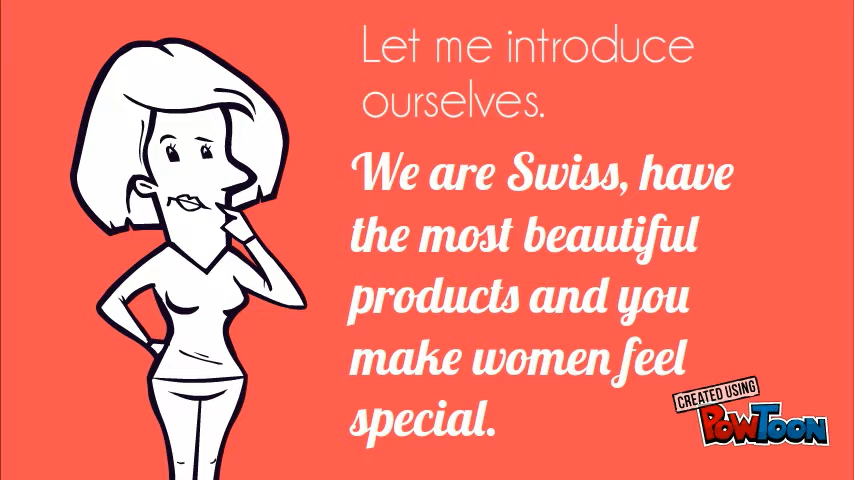 Let me introduce
ourselves.
We are Swiss, have
the most beautiful
products and you
make women feel
special.
CREATED USING
POWTOON